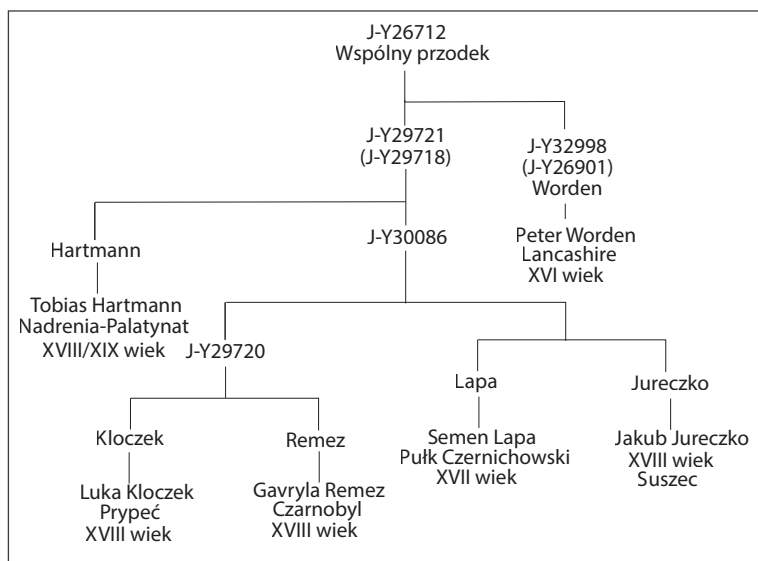 J-Y26712
Wspólny przodek
J-Y29721
(J-Y29718)
J-Y32998
(J-Y26901)
Worden
Peter Worden
Lancashire
XVI wiek
Hartmann
J-Y30086
Tobias Hartmann
Nadrenia-Palatynat
XVIII/XIX wiek
J-Y29720
Lapa
Jureczko
Kloczek
Remez
Semen Lapa
Pułk Czernichowski
XVII wiek
Jakub Jureczko
XVIII wiek
Suszec
Luka Kloczek
Prypeć
XVIII wiek
Gavryla Remez
Czarnobyl
XVIII wiek